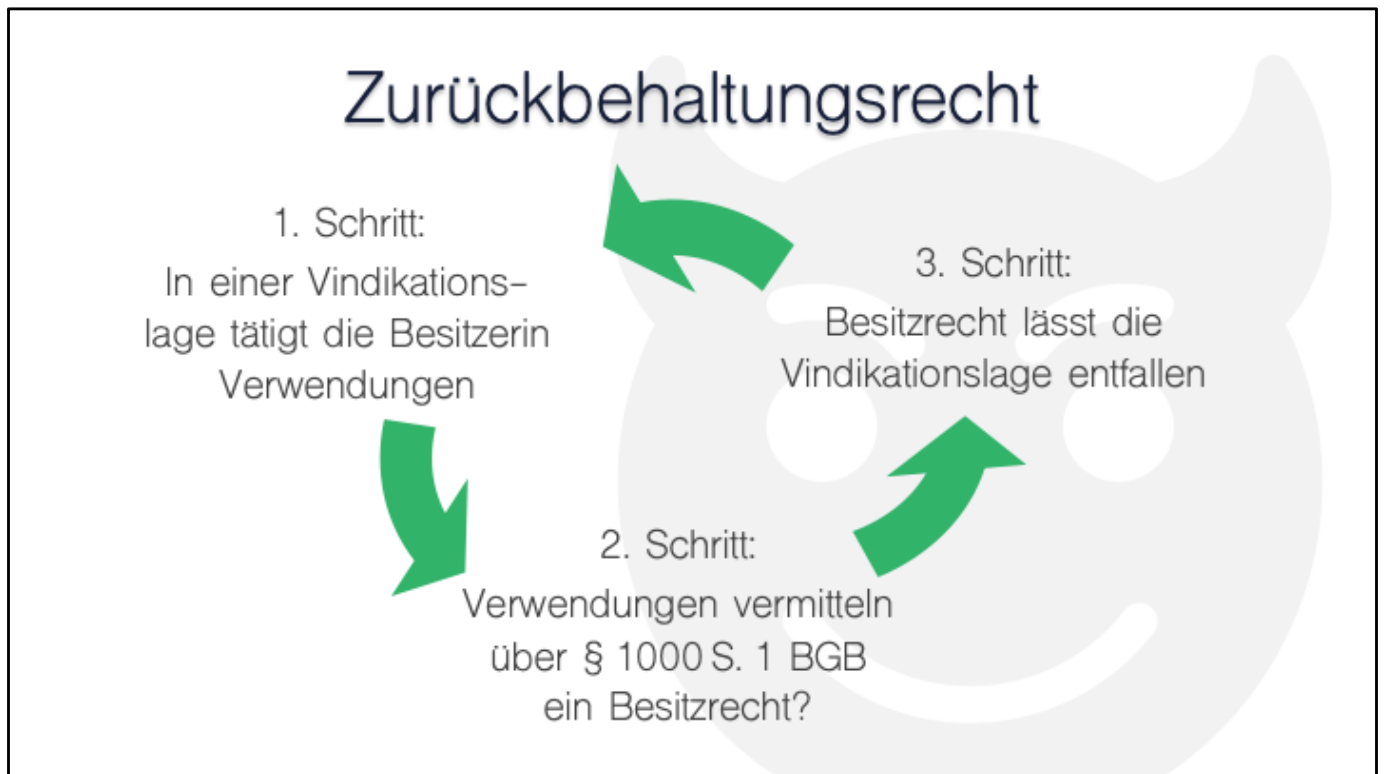 Zurückbehaltungsrecht
1. Schritt:
In einer Vindikations-
lage tätigt die Besitzerin
Verwendungen
2. Schritt:
Verwendungen vermitteln
über § 1000 S. 1 BGB
ein Besitzrecht?
3. Schritt:
Besitzrecht lässt die
Vindikationslage entfallen